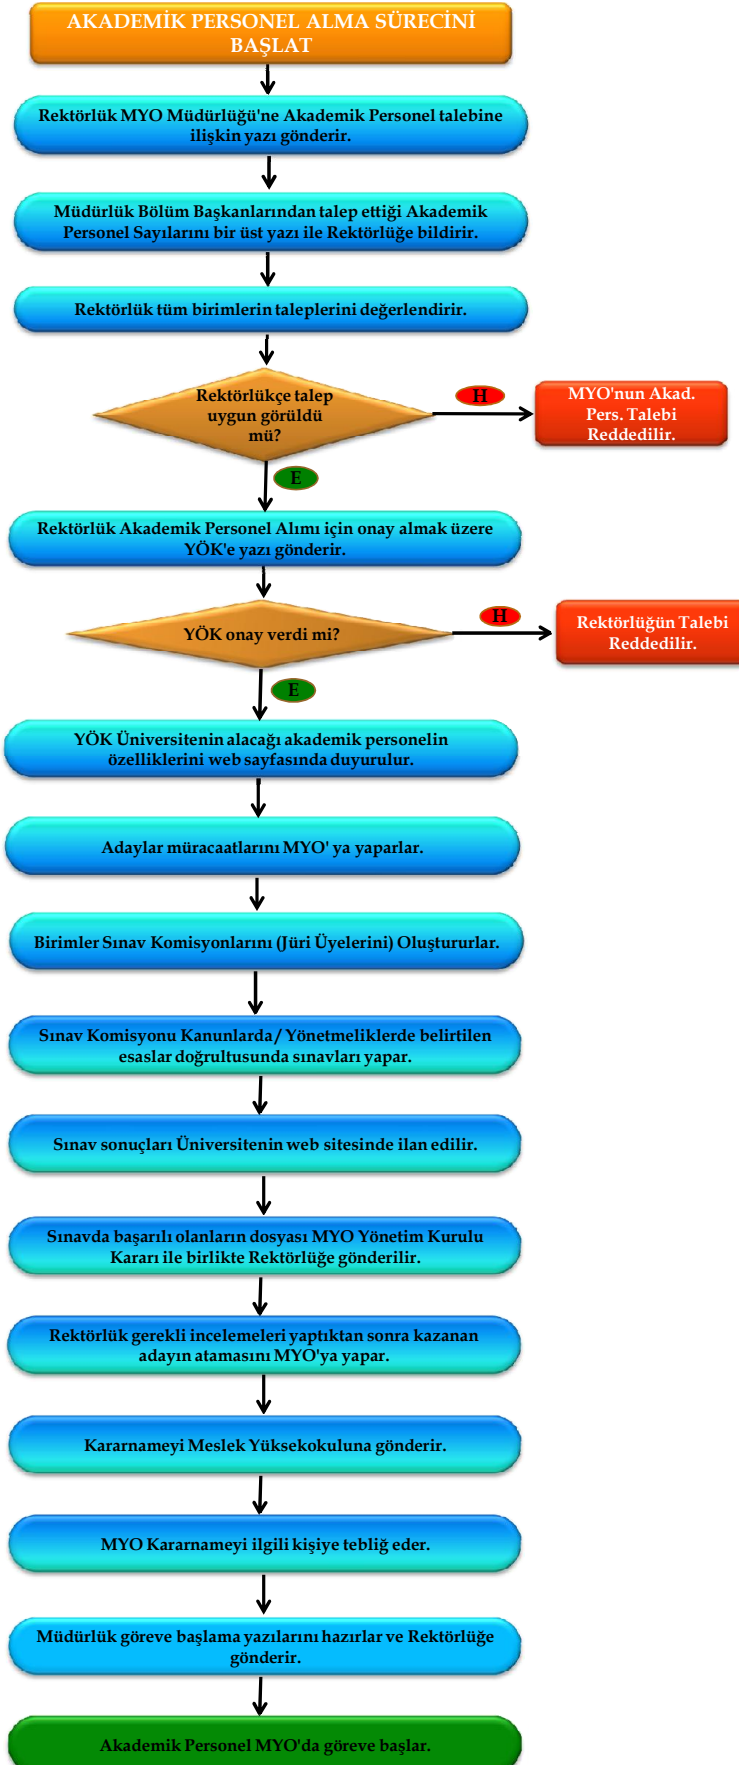 AKADEMİK PERSONEL ALMA SÜRECİNİ
BAŞLAT
Rektörlük MYO Müdürlüğü'ne Akademik Personel talebine
ilişkin yazı gönderir.
Müdürlük Bölüm Başkanlarından talep ettiği Akademik
Personel Sayılarını bir üst yazı ile Rektörlüğe bildirir.
Rektörlük tüm birimlerin taleplerini değerlendirir.
Rektörlükçe talep
uygun görüldü
mü?
H
MYO'nun Akad.
Pers. Talebi
Reddedilir.
E
Rektörlük Akademik Personel Alımı için onay almak üzere
YÖK'e yazı gönderir.
YÖK onay verdi mi?
H
Rektörlüğün Talebi
Reddedilir.
E
YÖK Üniversitenin alacağı akademik personelin
özelliklerini web sayfasında duyurulur.
Adaylar müracaatlarını MYO' ya yaparlar.
Birimler Sınav Komisyonlarını (Jüri Üyelerini) Oluştururlar.
Sınav Komisyonu Kanunlarda/ Yönetmeliklerde belirtilen
esaslar doğrultusunda sınavları yapar.
Sınav sonuçları Üniversitenin web sitesinde ilan edilir.
Sınavda başarılı olanların dosyası MYO Yönetim Kurulu
Kararı ile birlikte Rektörlüğe gönderilir.
Rektörlük gerekli incelemeleri yaptıktan sonra kazanan
adayın atamasını MYO'ya yapar.
Kararnameyi Meslek Yüksekokuluna gönderir.
MYO Kararnameyi ilgili kişiye tebliğ eder.
Müdürlük göreve başlama yazılarını hazırlar ve Rektörlüğe
gönderir.
Akademik Personel MYO'da göreve başlar.